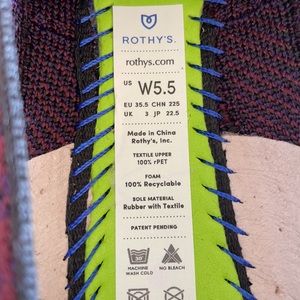 ROTHY'S.
rothys.com
US W5.5
EU 35.5 CHN 225
UK 3 JP 22.5
Made in China
Rothy's, Inc.
TEXTILE UPPER
100% rPET
FOAM
100% Recyclable
SOLE MATERIAL
Rubber with Textile
PATENT PENDING
30
MACHINE WASH COLD
NO BLEACH